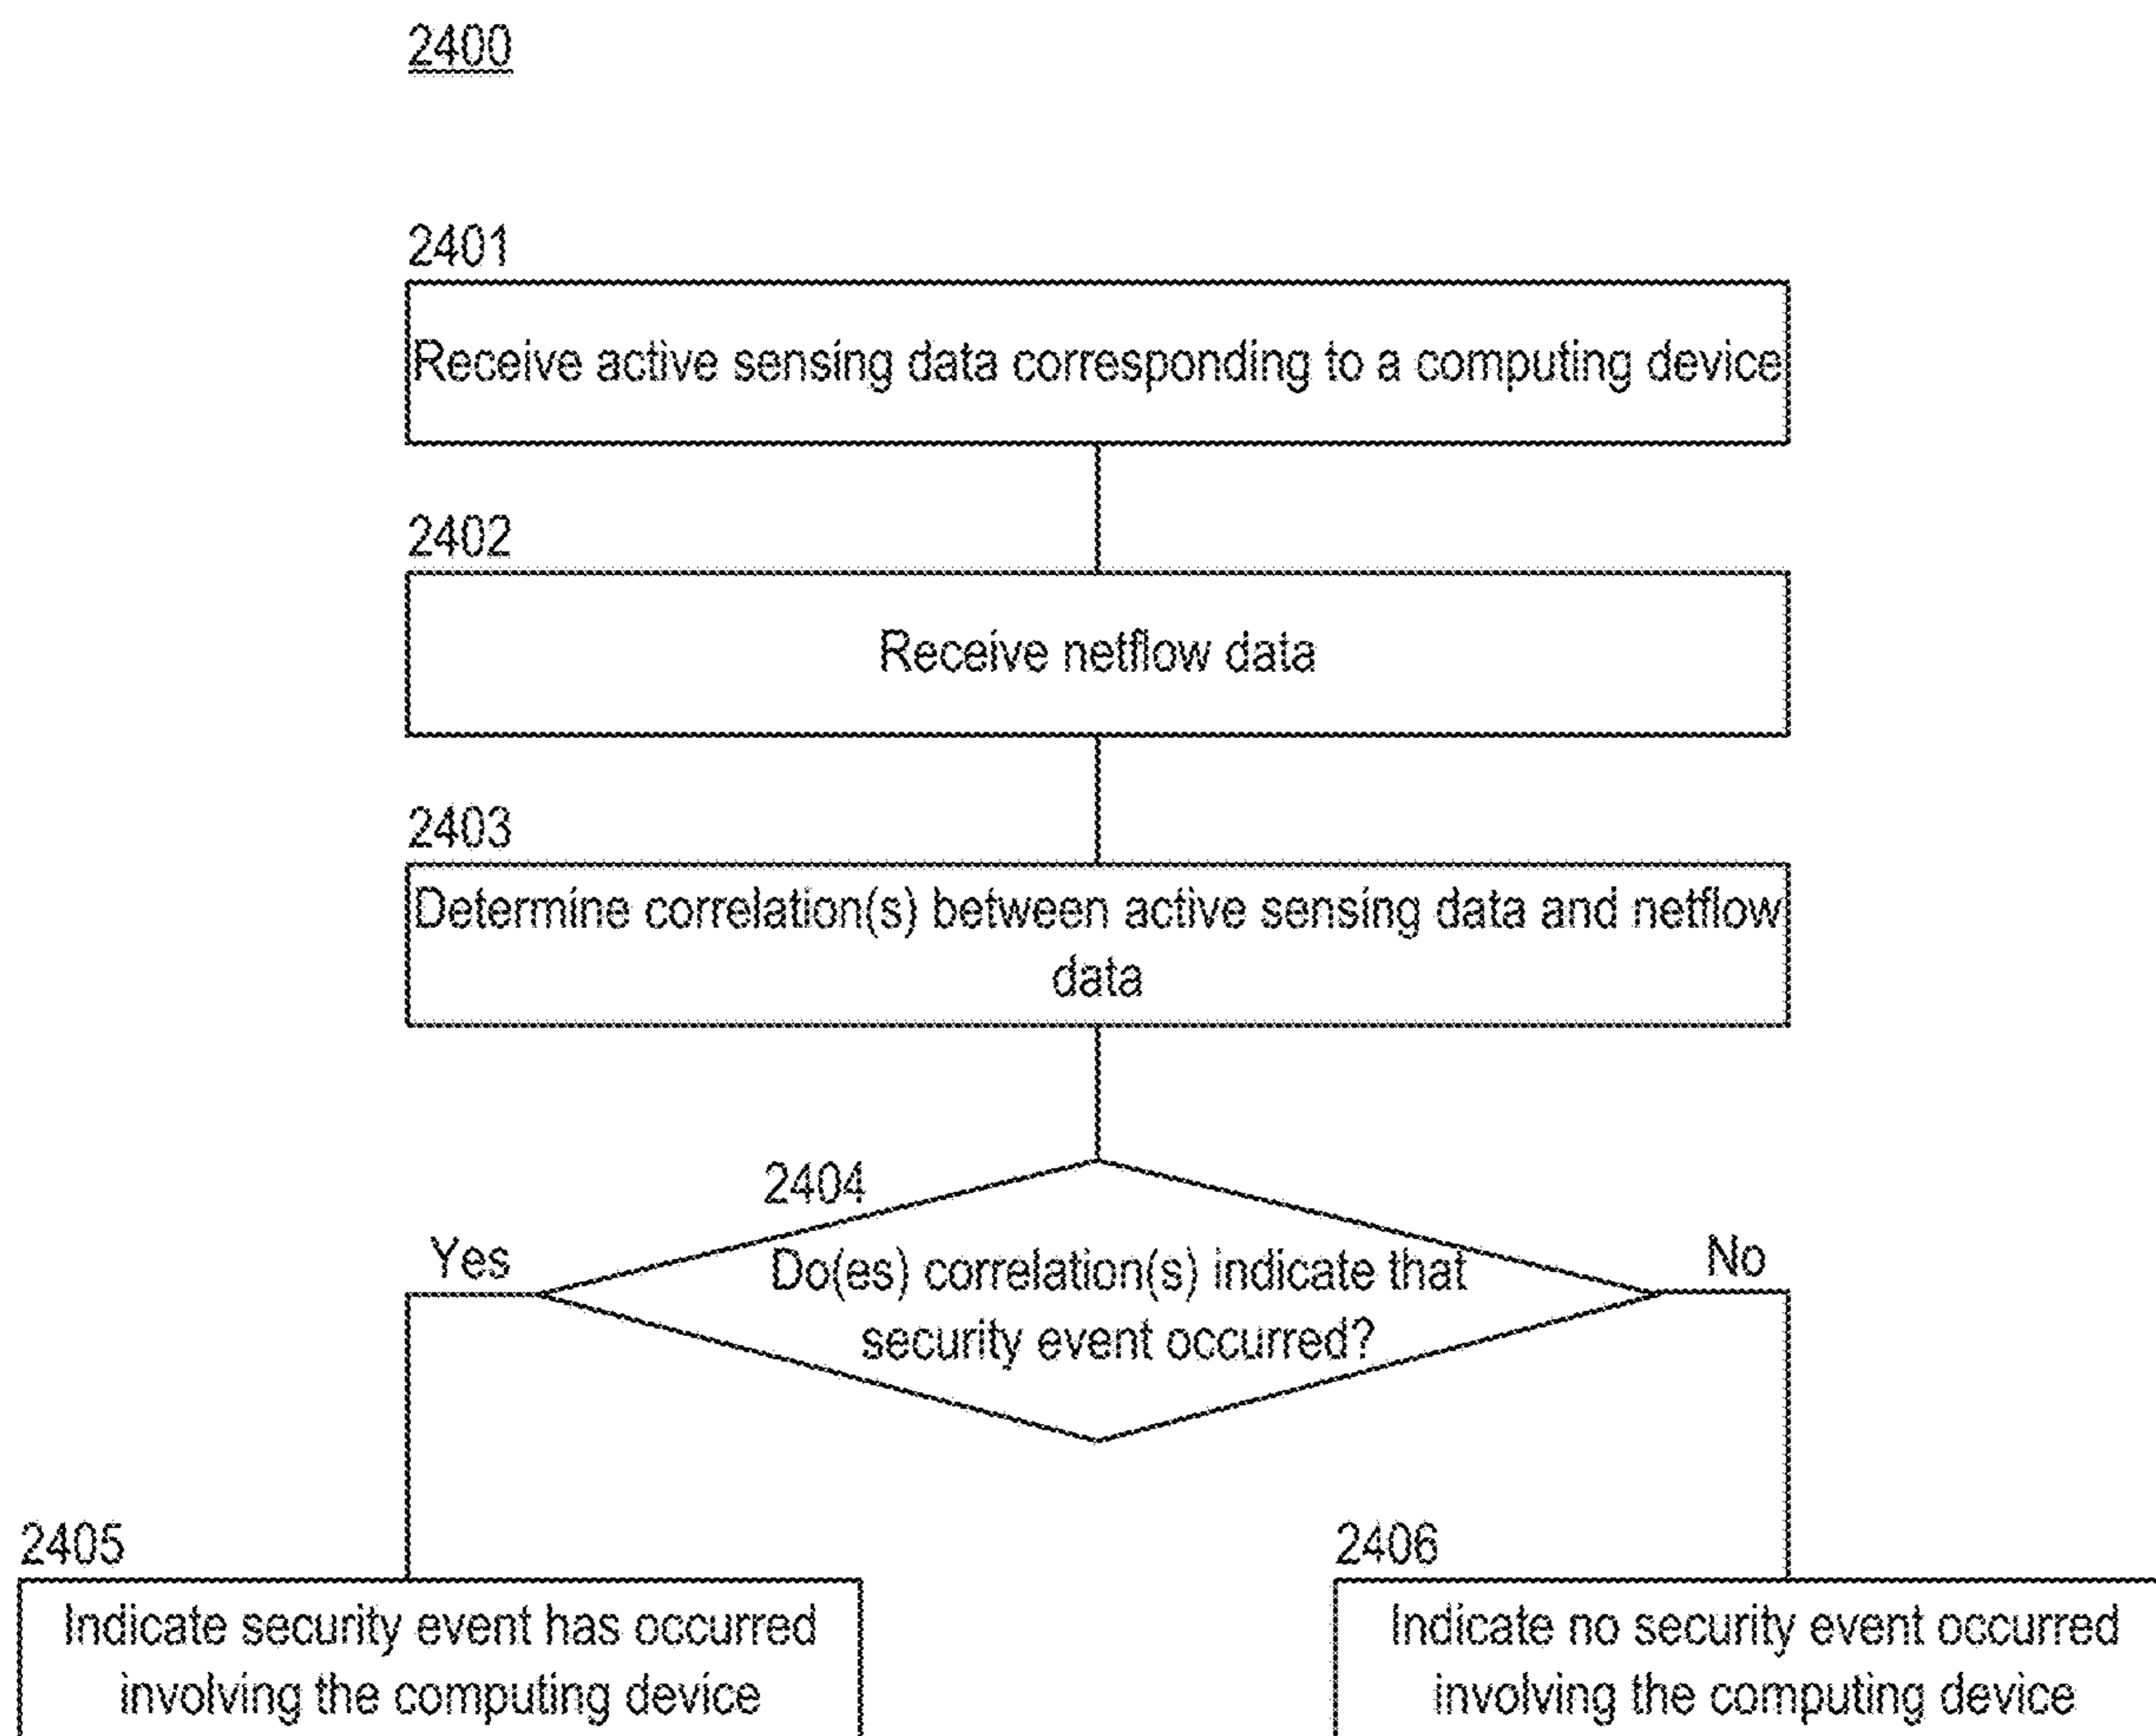 2400
2401
Receive active sensing data corresponding to a computing device
2402
Receive netflow data
2403
Determine correlation(s) between active sensing data and netflow
data
2404
Yes
No
Do(es) correlation(s) indicate that
security event occurred?
2405
Indicate security event has occurred
involving the computing device
2406
Indicate no security event occurred
involving the computing device